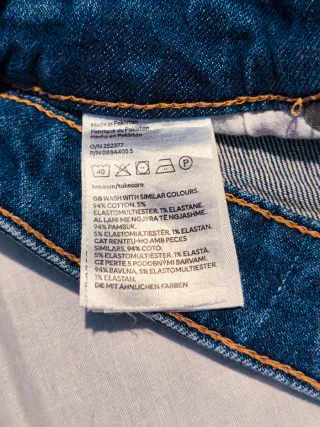 Made in Pakistan
Fabriqué au Pakistan
Hecho en Pakistán
O/N 252377
P/N 0894405 5
40 P
hm.com/takecare
GB WASH WITH SIMILAR COLOURS.
94% COTTON, 5%
ELASTOMULTIESTER, 1% ELASTANE.
AL LANI ME NGJYRA TË NGJASHME.
94% PAMBUK,
5% ELASTOMULTIESTËR, 1% ELASTAN.
CAT RENTEU-HO AMB PECES
SIMILARS. 94% COTÓ,
5% ELASTOMULTIÈSTER, 1% ELASTÀ.
CZ PERTE S PODOBNÝMI BARVAMI.
94% BAVLNA, 5% ELASTOMULTIESTER
1% ELASTAN.
DE MIT ÄHNLICHEN FARBEN